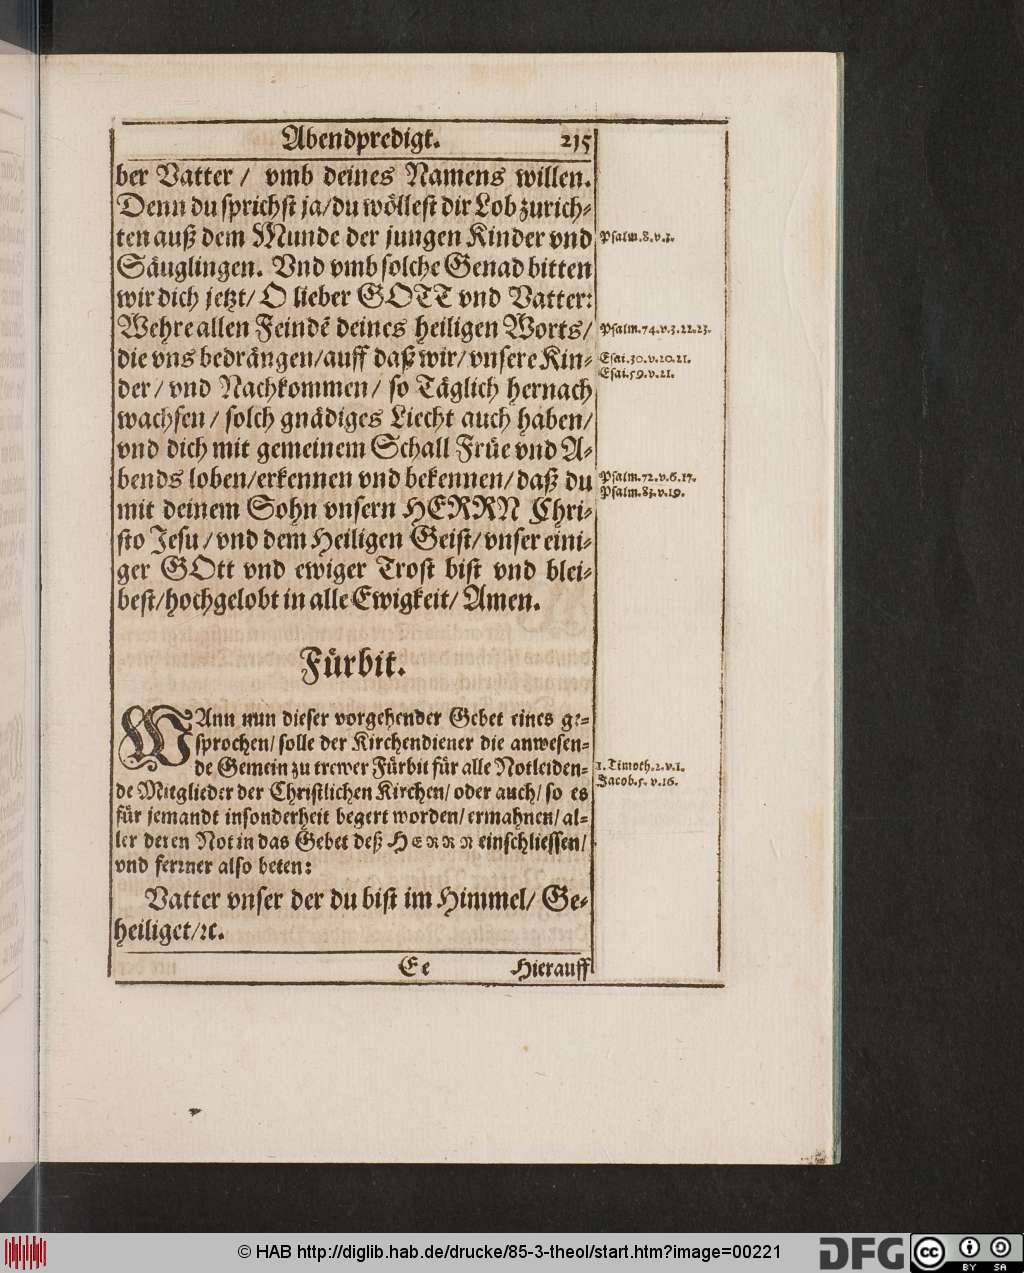 Abendpredigt. 215
ber Vatter / vmb deines Namens willen.
Denn du sprichst ja/du wöllest dir Lob zurich-
ten auß dem Munde der jungen Kinder vnd
Psalm.8.v.3.
Säuglingen. Vnd vmb solche Genad bitten
wir dich jetzt/ O lieber GOTT vnd Vatter:
Wehre allen Feindẽ deines heiligen Worts/
Psalm.74.v.3.22.23.
die vns bedrängen/auff daß wir/ vnsere Kin-
Esai.30.v.20.21.
der/ vnd Nachkommen/ so Täglich hernach
Esai.59.v.21.
wachsen/ solch gnädiges Liecht auch haben/
vnd dich mit gemeinem Schall Früe vnd A-
bends loben/erkennen vnd bekennen/daß du
Psalm.72.v.6.17.
Psalm.83.v.19.
mit deinem Sohn vnsern HERRN Chri-
sto Jesu/vnd dem Heiligen Geist/vnser eini-
ger GOtt vnd ewiger Trost bist vnd blei-
best/hochgelobt in alle Ewigkeit/ Amen.
Fürbit.
WAnn nun dieser vorgehender Gebet eines ge-
sprochen/ solle der Kirchendiener die anwesen-
de Gemein zu trewer Fürbit für alle Notleiden-
1.Timoth.2.v.1.
de Mitglieder der Christlichen Kirchen/ oder auch/ so es
Jacob.5.v.16.
für jemandt insonderheit begert worden/ ermahnen/ al-
ler deren Not in das Gebet deß HERRN einschliessen/
vnd ferrner also beten:
Vatter vnser der du bist im Himmel/ Ge-
heiliget/ꝛc.
Ee Hierauff
© HAB http://diglib.hab.de/drucke/85-3-theol/start.htm?image=00221
DFG
cc BY SA